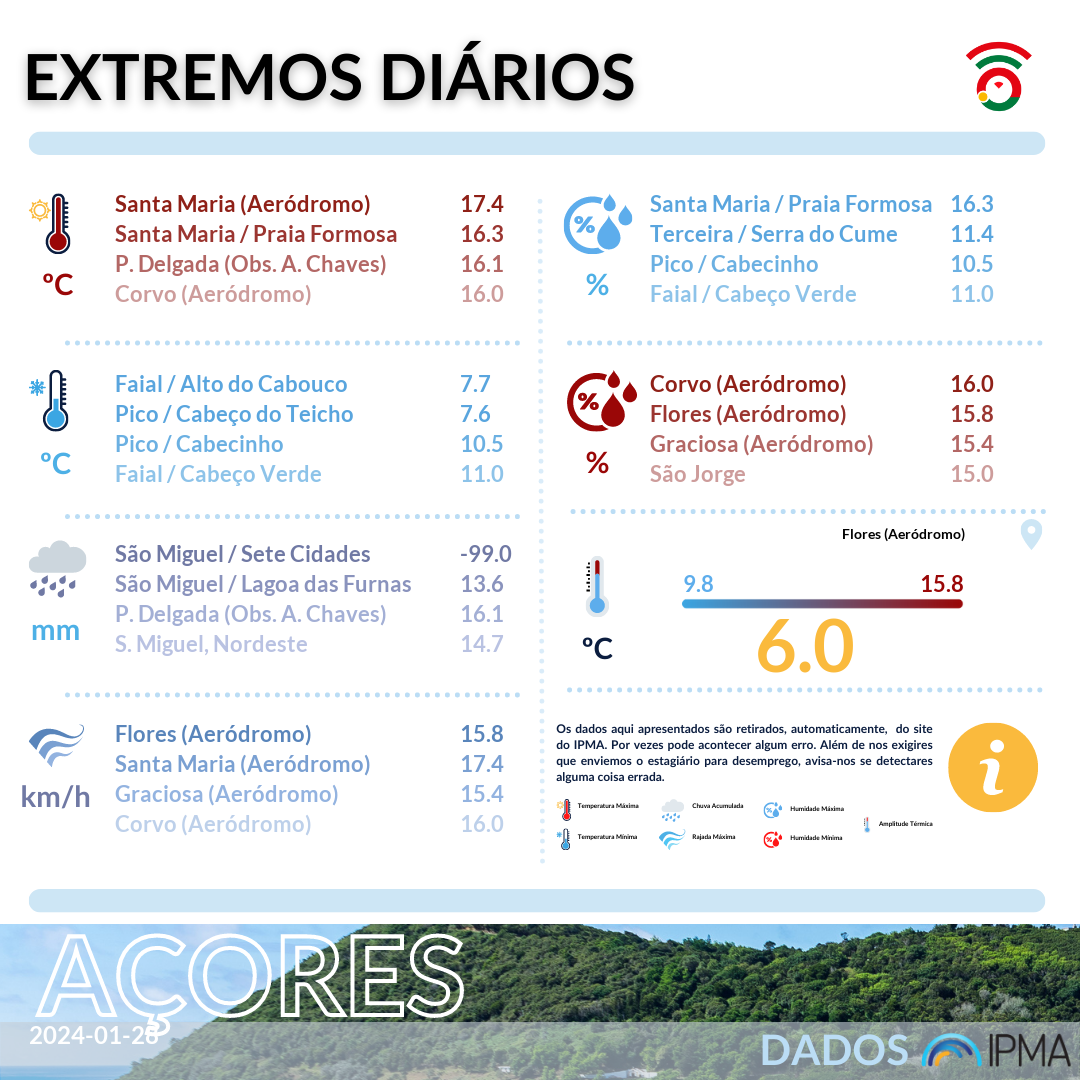 EXTREMOS DIÁRIOS
Santa Maria (Aeródromo) 17.4
Santa Maria / Praia Formosa 16.3
P. Delgada (Obs. A. Chaves) 16.1
Corvo (Aeródromo) 16.0
ºC
Faial / Alto do Cabouco 7.7
Pico / Cabeço do Teicho 7.6
Pico / Cabecinho 10.5
Faial / Cabeço Verde 11.0
ºC
São Miguel / Sete Cidades -99.0
São Miguel / Lagoa das Furnas 13.6
P. Delgada (Obs. A. Chaves) 16.1
S. Miguel, Nordeste 14.7
mm
Flores (Aeródromo) 15.8
Santa Maria (Aeródromo) 17.4
Graciosa (Aeródromo) 15.4
Corvo (Aeródromo) 16.0
km/h
%
Santa Maria / Praia Formosa 16.3
Terceira / Serra do Cume 11.4
Pico / Cabecinho 10.5
Faial / Cabeço Verde 11.0
%
%
Corvo (Aeródromo) 16.0
Flores (Aeródromo) 15.8
Graciosa (Aeródromo) 15.4
São Jorge 15.0
%
Flores (Aeródromo)
9.8 15.8
6.0
ºC
Os dados aqui apresentados são retirados, automaticamente, do site
do IPMA. Por vezes pode acontecer algum erro. Além de nos exigires
que enviemos o estagiário para desemprego, avisa-nos se detectares
alguma coisa errada.
i
Temperatura Máxima Chuva Acumulada % Humidade Máxima
Amplitude Térmica
Temperatura Mínima Rajada Máxima % Humidade Mínima
AÇORES
2024-01-28
DADOS IPMA